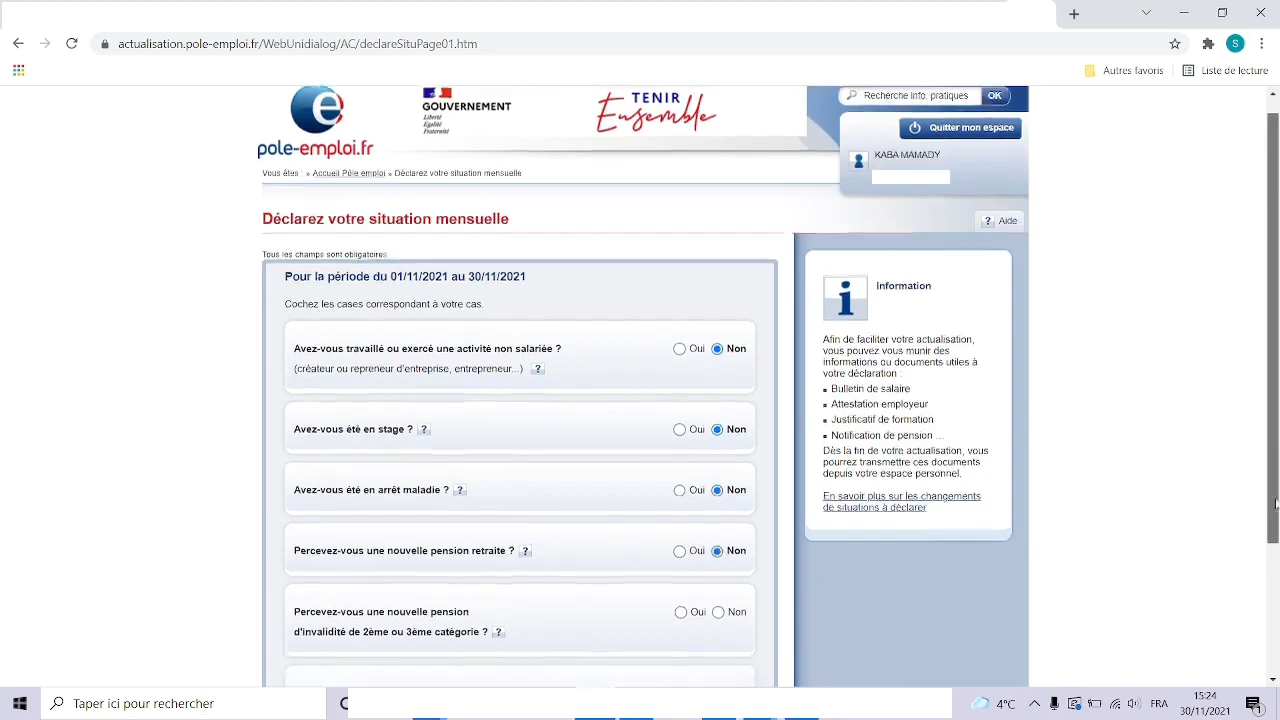 actualisation.pole-emploi.fr/WebUnidialog/AC/declareSituPage01.htm
S
Autres favoris
Liste de lecture
pole-emploi.fr
GOUVERNEMENT
Liberté
Égalité
Fraternité
TENIR
Ensemble
Recherche Info. pratiques
OK
Quitter mon espace
KABA MAMADY
Vous êtes : » Accueil Pôle emploi » Déclarez votre situation mensuelle
Déclarez votre situation mensuelle
? Aide
Tous les champs sont obligatoires
Pour la période du 01/11/2021 au 30/11/2021
Cochez les cases correspondant à votre cas.
Avez-vous travaillé ou exercé une activité non salariée ?
(créateur ou repreneur d'entreprise, entrepreneur...) ?
Oui Non
Avez-vous été en stage ? ?
Oui Non
Avez-vous été en arrêt maladie ? ?
Oui Non
Percevez-vous une nouvelle pension retraite ? ?
Oui Non
Percevez-vous une nouvelle pension
d'invalidité de 2ème ou 3ème catégorie ? ?
Oui Non
i
Information
Afin de faciliter votre actualisation,
vous pouvez vous munir des
informations ou documents utiles à
votre déclaration :
Bulletin de salaire
Attestation employeur
Justificatif de formation
Notification de pension ...
Dès la fin de votre actualisation, vous
pourrez transmettre ces documents
depuis votre espace personnel.
En savoir plus sur les changements
de situations à déclarer
Taper ici pour rechercher
4°C
FRA
15:24
30/11/2021